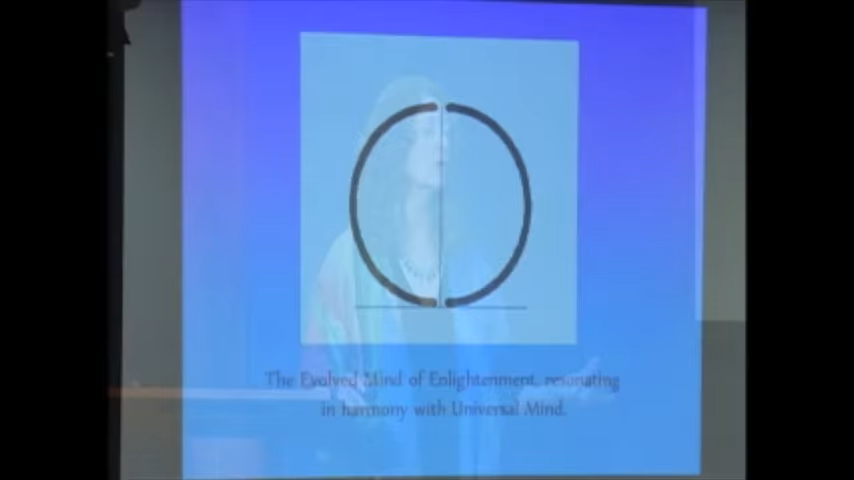 The Evolved Mind of Enlightenment, resonating
in harmony with Universal Mind.